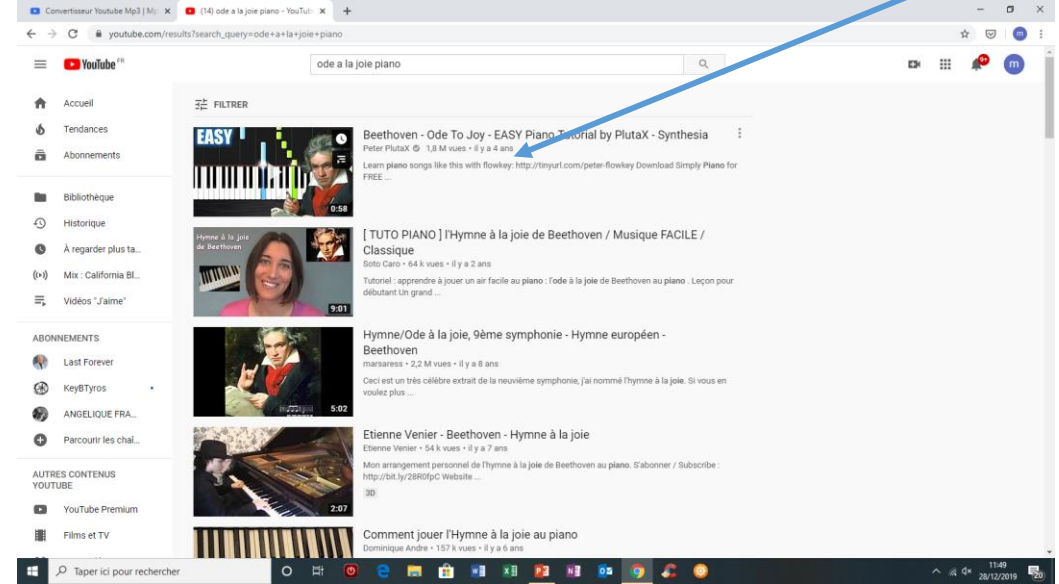 Convertisseur Youtube Mp3 | Mp
(14) ode a la joie piano - YouTub
youtube.com/results?search_query=ode+a+la+joie+piano
m
YouTube FR
ode a la joie piano
9+
m
Accueil
Tendances
Abonnements
Bibliothèque
Historique
À regarder plus ta...
Mix : California Bl...
Vidéos "J'aime"
ABONNEMENTS
Last Forever
KeyBTyros
ANGELIQUE FRA...
Parcourir les chaî...
AUTRES CONTENUS
YOUTUBE
YouTube Premium
Films et TV
FILTRER
EASY
0:58
Beethoven - Ode To Joy - EASY Piano Tutorial by PlutaX - Synthesia
Peter PlutaX • 1,8 M vues • il y a 4 ans
Learn piano songs like this with flowkey: http://tinyurl.com/peter-flowkey Download Simply Piano for
FREE ...
Hymne à la joie
de Beethoven
9:01
[ TUTO PIANO ] l'Hymne à la joie de Beethoven / Musique FACILE /
Classique
Soto Caro • 64 k vues • il y a 2 ans
Tutoriel : apprendre à jouer un air facile au piano : l'ode à la joie de Beethoven au piano . Leçon pour
débutant Un grand ...
5:02
Hymne/Ode à la joie, 9ème symphonie - Hymne européen -
Beethoven
marsaress • 2,2 M vues • il y a 8 ans
Ceci est un très célèbre extrait de la neuvième symphonie, j'ai nommé l'hymne à la joie. Si vous en
voulez plus ...
2:07
Etienne Venier - Beethoven - Hymne à la joie
Etienne Venier • 54 k vues • il y a 7 ans
Mon arrangement personnel de l'hymne à la joie de Beethoven au piano. S'abonner / Subscribe :
http://bit.ly/28R0fpC Website ...
3D
Comment jouer l'Hymne à la joie au piano
Dominique Andre • 157 k vues • il y a 6 ans
Taper ici pour rechercher
11:49
28/12/2019
20